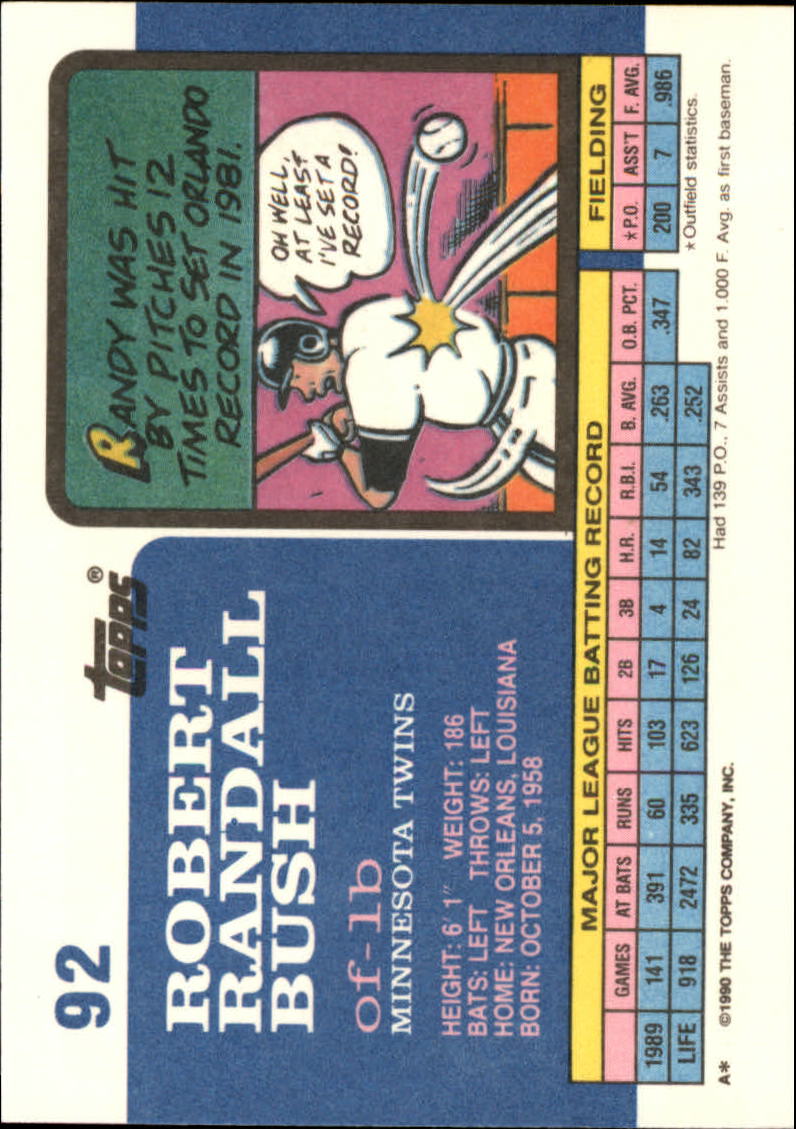 92
Topps®
ROBERT
RANDALL
BUSH
of-1b
MINNESOTA TWINS
HEIGHT: 6' 1" WEIGHT: 186
BATS: LEFT THROWS: LEFT
HOME: NEW ORLEANS, LOUISIANA
BORN: OCTOBER 5, 1958
RANDY WAS HIT
BY PITCHES 12
TIMES TO SET ORLANDO
RECORD IN 1981.
OH WELL,
AT LEAST
I'VE SET A
RECORD!
MAJOR LEAGUE BATTING RECORD FIELDING
GAMES AT BATS RUNS HITS 2B 3B H.R. R.B.I. B. AVG. O.B. PCT. *P.O. ASS'T F. AVG.
1989 141 391 60 103 17 4 14 54 .263 .347 200 7 .986
LIFE 918 2472 335 623 126 24 82 343 .252
*Outfield statistics.
Had 139 P.O., 7 Assists and 1.000 F. Avg. as first baseman.
A* ©1990 THE TOPPS COMPANY, INC.